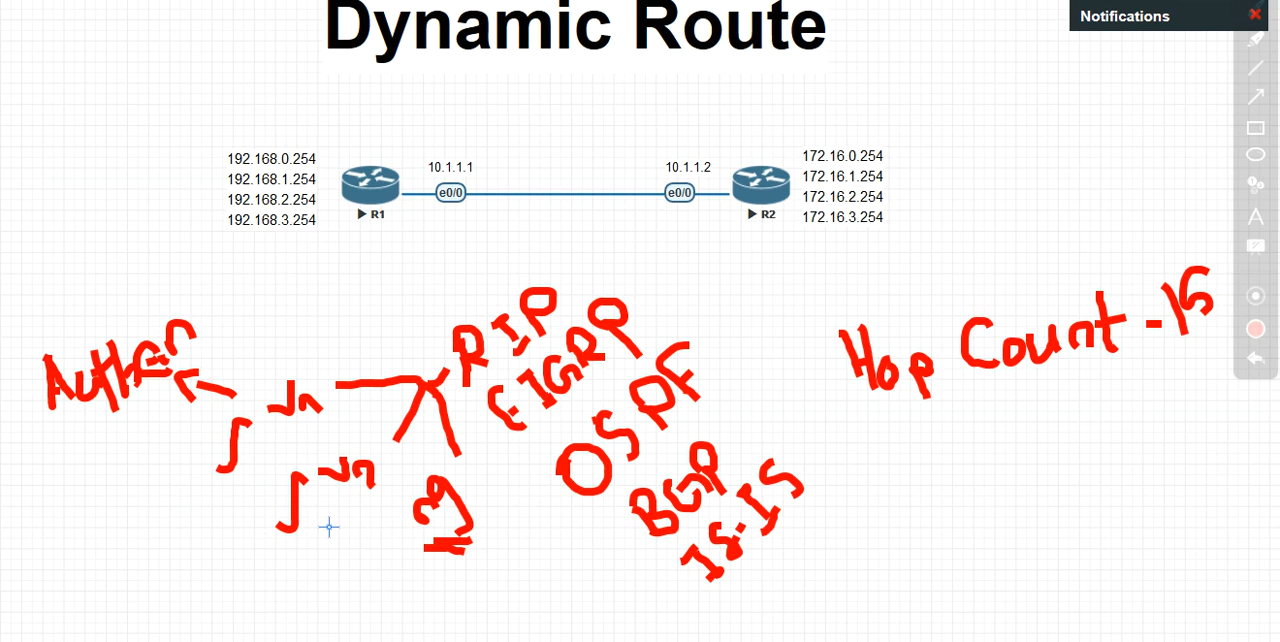 Dynamic Route
Notifications
192.168.0.254
192.168.1.254
192.168.2.254
192.168.3.254
R1
10.1.1.1
e0/0
10.1.1.2
e0/0
R2
172.16.0.254
172.16.1.254
172.16.2.254
172.16.3.254
RIP
EIGRP
OSPF
BGP
IS-IS
Hop Count - 15